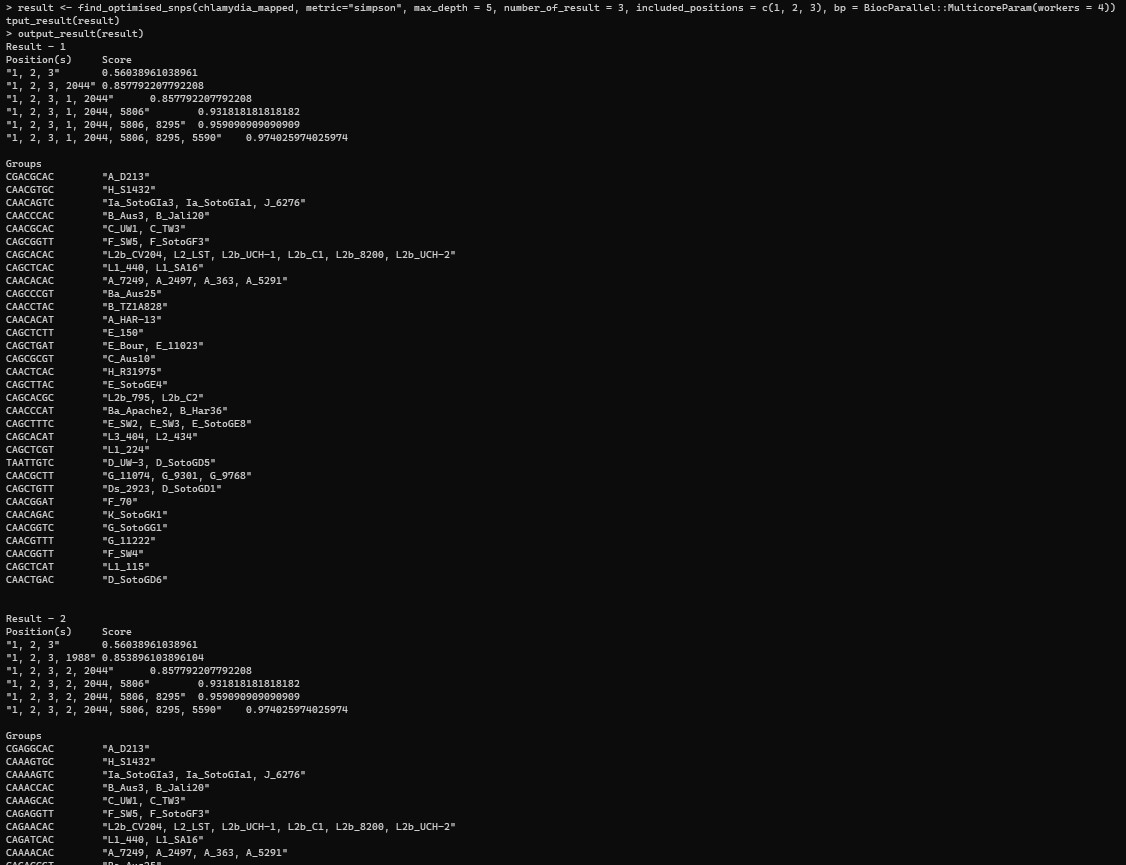 > result <- find_optimised_snps(chlamydia_mapped, metric="simpson", max_depth = 5, number_of_result = 3, included_positions = c(1, 2, 3), bp = BiocParallel::MulticoreParam(workers = 4))
tput_result(result)
> output_result(result)
Result - 1
Position(s)	Score
"1, 2, 3"	0.56038961038961
"1, 2, 3, 2044"	0.857792207792208
"1, 2, 3, 1, 2044"	0.857792207792208
"1, 2, 3, 1, 2044, 5806"	0.931818181818182
"1, 2, 3, 1, 2044, 5806, 8295"	0.959090909090909
"1, 2, 3, 1, 2044, 5806, 8295, 5590"	0.974025974025974
Groups
CGACGCAC	"A_D213"
CAACGTGC	"H_S1432"
CAACAGTC	"Ia_SotoGIa3, Ia_SotoGIa1, J_6276"
CAACCCAC	"B_Aus3, B_Jali20"
CAACGCAC	"C_UW1, C_TW3"
CAGCGGTT	"F_SW5, F_SotoGF3"
CAGCACAC	"L2b_CV204, L2_LST, L2b_UCH-1, L2b_C1, L2b_8200, L2b_UCH-2"
CAGCTCAC	"L1_440, L1_SA16"
CAACACAC	"A_7249, A_2497, A_363, A_5291"
CAGCCCGT	"Ba_Aus25"
CAACCTAC	"B_TZ1A828"
CAACACAT	"A_HAR-13"
CAGCTCTT	"E_150"
CAGCTGAT	"E_Bour, E_11023"
CAGCGCGT	"C_Aus10"
CAACTCAC	"H_R31975"
CAGCTTAC	"E_SotoGE4"
CAGCACGC	"L2b_795, L2b_C2"
CAACCCAT	"Ba_Apache2, B_Har36"
CAGCTTTC	"E_SW2, E_SW3, E_SotoGE8"
CAGCACAT	"L3_404, L2_434"
CAGCTCGT	"L1_224"
TAATTGTC	"D_UW-3, D_SotoGD5"
CAACGCTT	"G_11074, G_9301, G_9768"
CAGCTGTT	"Ds_2923, D_SotoGD1"
CAACGGAT	"F_70"
CAACAGAC	"K_SotoGK1"
CAACGGTC	"G_SotoGG1"
CAACGTTT	"G_11222"
CAACGGTT	"F_SW4"
CAGCTCAT	"L1_115"
CAACTGAC	"D_SotoGD6"
Result - 2
Position(s)	Score
"1, 2, 3"	0.56038961038961
"1, 2, 3, 1988"	0.853896103896104
"1, 2, 3, 2, 2044"	0.857792207792208
"1, 2, 3, 2, 2044, 5806"	0.931818181818182
"1, 2, 3, 2, 2044, 5806, 8295"	0.959090909090909
"1, 2, 3, 2, 2044, 5806, 8295, 5590"	0.974025974025974
Groups
CGAGGCAC	"A_D213"
CAAAGTGC	"H_S1432"
CAAAAGTC	"Ia_SotoGIa3, Ia_SotoGIa1, J_6276"
CAAACCAC	"B_Aus3, B_Jali20"
CAAAGCAC	"C_UW1, C_TW3"
CAGAGGTT	"F_SW5, F_SotoGF3"
CAGAACAC	"L2b_CV204, L2_LST, L2b_UCH-1, L2b_C1, L2b_8200, L2b_UCH-2"
CAGATCAC	"L1_440, L1_SA16"
CAAAACAC	"A_7249, A_2497, A_363, A_5291"